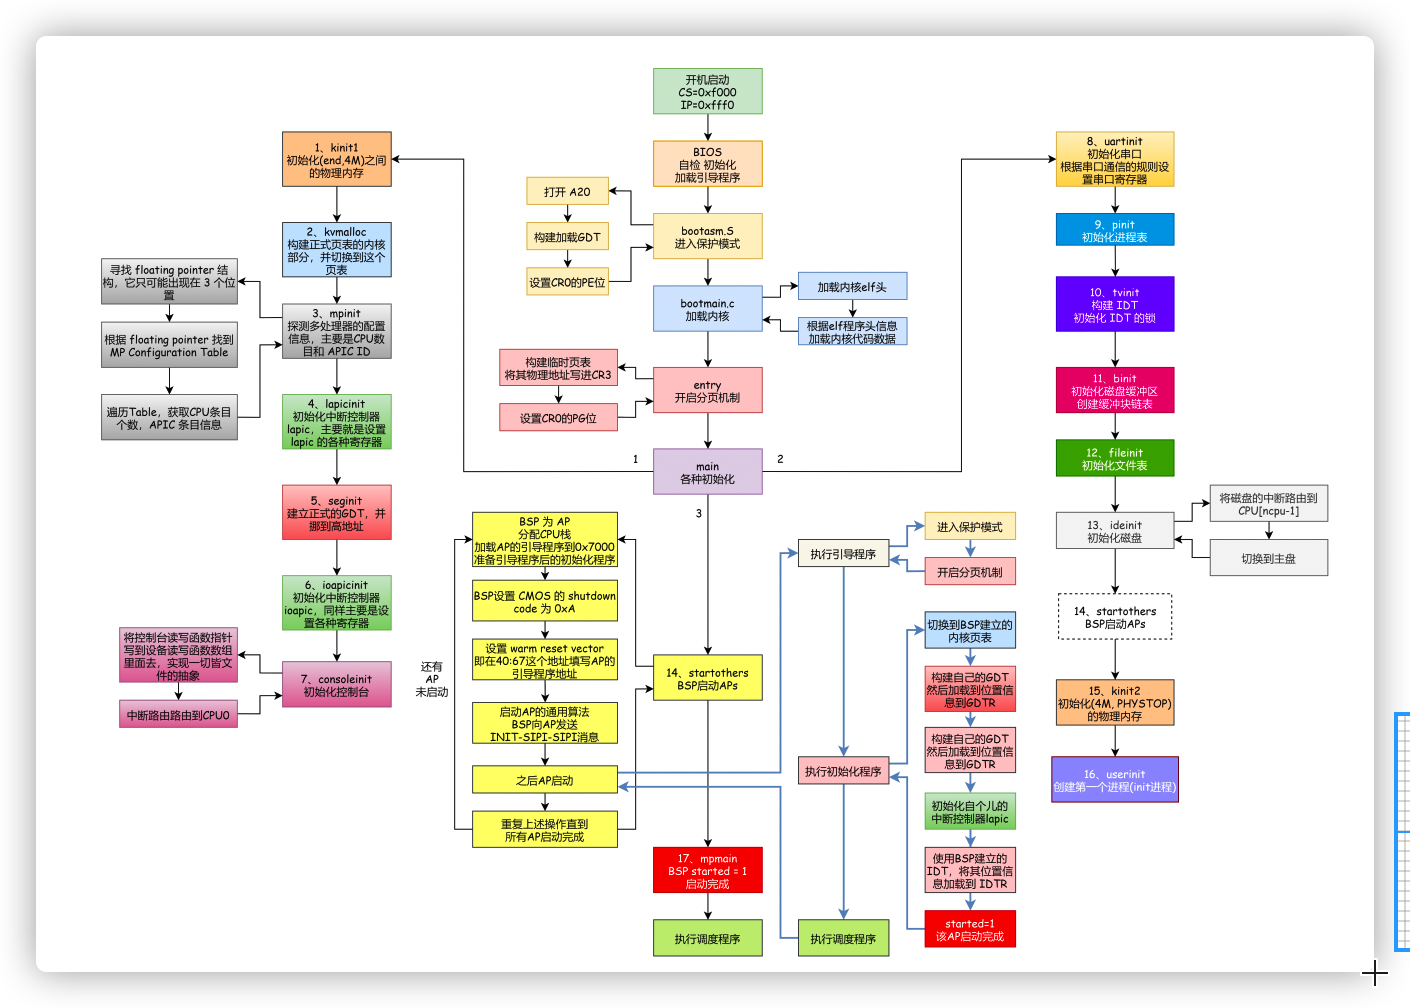 开机启动
CS=0xf000
IP=0xfff0
BIOS
自检 初始化
加载引导程序
打开 A20
构建加载GDT
设置CR0的PE位
bootasm.S
进入保护模式
bootmain.c
加载内核
加载内核elf头
根据elf程序头信息
加载内核代码数据
构建临时页表
将其物理地址写进CR3
设置CR0的PG位
entry
开启分页机制
main
各种初始化
1
2
3
1、kinit1
初始化(end,4M)之间
的物理内存
2、kvmalloc
构建正式页表的内核
部分，并切换到这个
页表
寻找 floating pointer 结
构，它只可能出现在 3 个位
置
根据 floating pointer 找到
MP Configuration Table
遍历Table，获取CPU条目
个数，APIC 条目信息
3、mpinit
探测多处理器的配置
信息，主要是CPU数
目和 APIC ID
4、lapicinit
初始化中断控制器
lapic，主要就是设置
lapic 的各种寄存器
5、seginit
建立正式的GDT，并
挪到高地址
6、ioapicinit
初始化中断控制器
ioapic，同样主要是设
置各种寄存器
将控制台读写函数指针
写到设备读写函数数组
里面去，实现一切皆文
件的抽象
中断路由路由到CPU0
7、consoleinit
初始化控制台
8、uartinit
初始化串口
根据串口通信的规则设
置串口寄存器
9、pinit
初始化进程表
10、tvinit
构建 IDT
初始化 IDT 的锁
11、binit
初始化磁盘缓冲区
创建缓冲块链表
12、fileinit
初始化文件表
13、ideinit
初始化磁盘
将磁盘的中断路由到
CPU[ncpu-1]
切换到主盘
14、startothers
BSP启动APs
15、kinit2
初始化(4M, PHYSTOP)
的物理内存
16、userinit
创建第一个进程(init进程)
BSP 为 AP
分配CPU栈
加载AP的引导程序到0x7000
准备引导程序后的初始化程序
BSP设置 CMOS 的 shutdown
code 为 0xA
设置 warm reset vector
即在40:67这个地址填写AP的
引导程序地址
启动AP的通用算法
BSP向AP发送
INIT-SIPI-SIPI消息
之后AP启动
重复上述操作直到
所有AP启动完成
还有
AP
未启动
14、startothers
BSP启动APs
17、mpmain
BSP started = 1
启动完成
执行调度程序
执行引导程序
进入保护模式
开启分页机制
执行初始化程序
切换到BSP建立的
内核页表
构建自己的GDT
然后加载到位置信
息到GDTR
构建自己的GDT
然后加载到位置信
息到GDTR
初始化自个儿的
中断控制器lapic
使用BSP建立的
IDT，将其位置信
息加载到 IDTR
started=1
该AP启动完成
执行调度程序